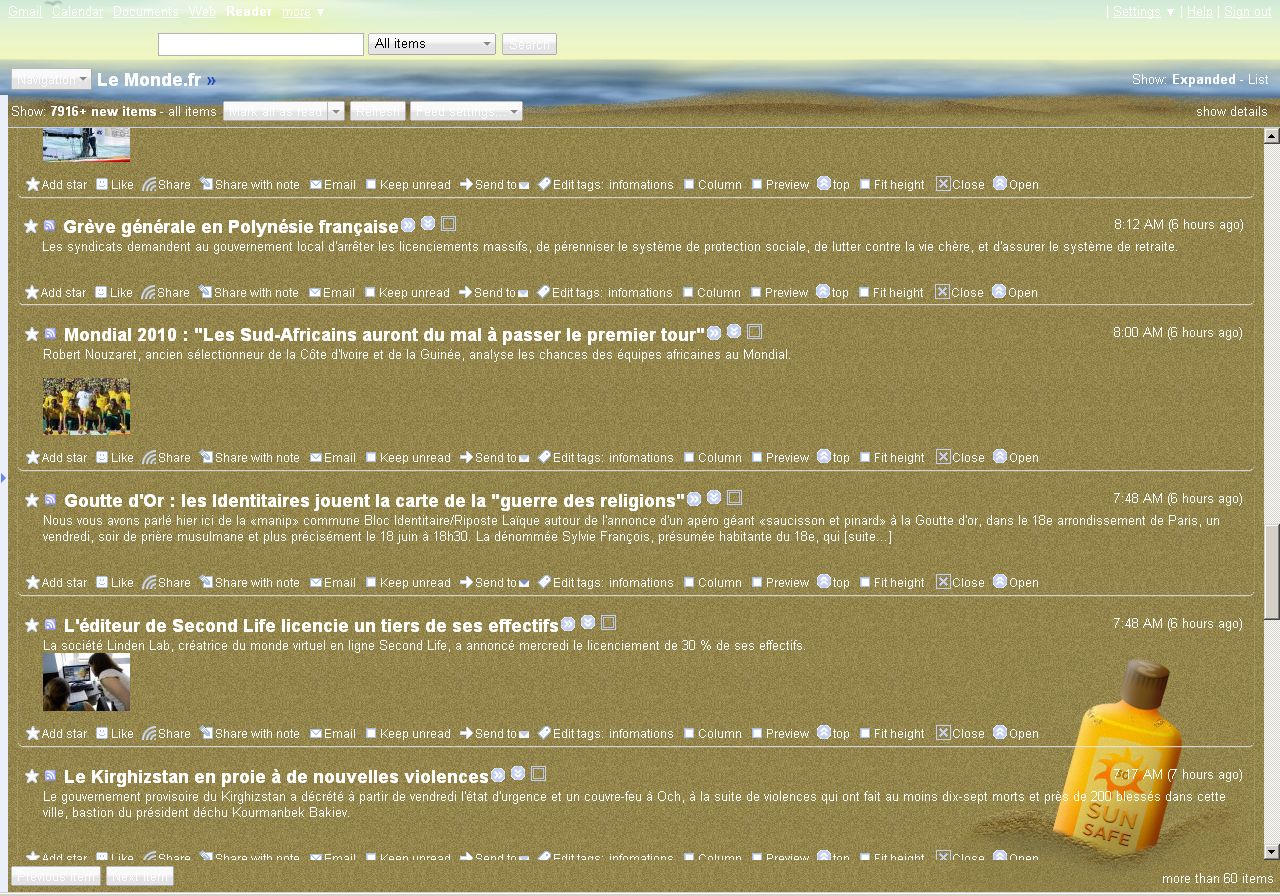 Gmail Calendar Documents Web Reader more ▼ | Settings ▼ | Help | Sign out
All items Search
Navigation Le Monde.fr » Show: Expanded - List
Show: 7916+ new items - all items Mark all as read Refresh Feed settings... show details
Add star Like Share Share with note Email Keep unread Send to Edit tags: infomations Column Preview top Fit height Close Open
Grève générale en Polynésie française 8:12 AM (6 hours ago)
Les syndicats demandent au gouvernement local d'arrêter les licenciements massifs, de pérenniser le système de protection sociale, de lutter contre la vie chère, et d'assurer le système de retraite.
Add star Like Share Share with note Email Keep unread Send to Edit tags: infomations Column Preview top Fit height Close Open
Mondial 2010 : "Les Sud-Africains auront du mal à passer le premier tour" 8:00 AM (6 hours ago)
Robert Nouzaret, ancien sélectionneur de la Côte d'Ivoire et de la Guinée, analyse les chances des équipes africaines au Mondial.
Add star Like Share Share with note Email Keep unread Send to Edit tags: infomations Column Preview top Fit height Close Open
Goutte d'Or : les Identitaires jouent la carte de la "guerre des religions" 7:48 AM (6 hours ago)
Nous vous avons parlé hier ici de la «manip» commune Bloc Identitaire/Riposte Laïque autour de l'annonce d'un apéro géant «saucisson et pinard» à la Goutte d'or, dans le 18e arrondissement de Paris, un
vendredi, soir de prière musulmane et plus précisément le 18 juin à 18h30. La dénommée Sylvie François, présumée habitante du 18e, qui [suite...]
Add star Like Share Share with note Email Keep unread Send to Edit tags: infomations Column Preview top Fit height Close Open
L'éditeur de Second Life licencie un tiers de ses effectifs 7:48 AM (6 hours ago)
La société Linden Lab, créatrice du monde virtuel en ligne Second Life, a annoncé mercredi le licenciement de 30 % de ses effectifs.
Add star Like Share Share with note Email Keep unread Send to Edit tags: infomations Column Preview top Fit height Close Open
Le Kirghizstan en proie à de nouvelles violences 7:17 AM (7 hours ago)
Le gouvernement provisoire du Kirghizstan a décrété à partir de vendredi l'état d'urgence et un couvre-feu à Och, à la suite de violences qui ont fait au moins dix-sept morts et près de 200 blessés dans cette
ville, bastion du président déchu Kourmanbek Bakiev.
SUN
SAFE
Add star Like Share Share with note Email Keep unread Send to Edit tags: infomations Column Preview top Fit height Close Open
Previous item Next item more than 60 items